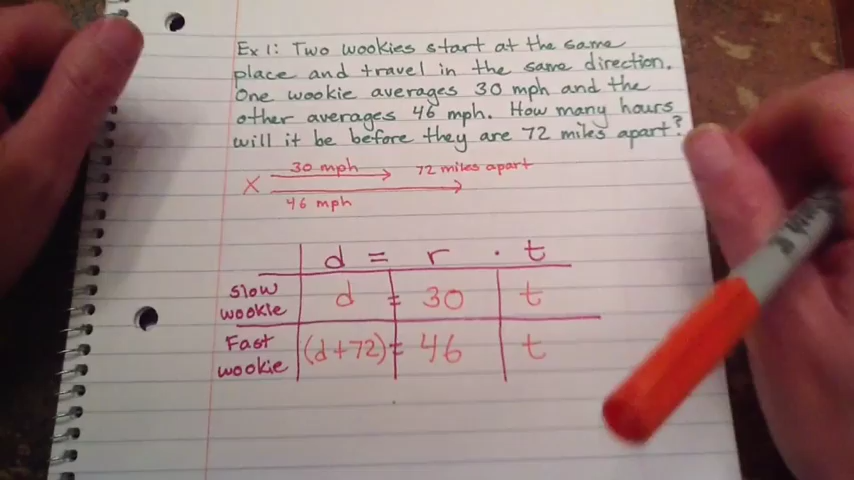 Ex 1: Two wookies start at the same
place and travel in the same direction.
One wookie averages 30 mph and the
other averages 46 mph. How many hours
will it be before they are 72 miles apart?
30 mph 72 miles apart
X
46 mph
d = r · t
Slow wookie d = 30 t
Fast wookie (d+72) = 46 t